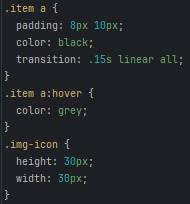 .item a {
  padding: 8px 10px;
  color: black;
  transition: .15s linear all;
}
.item a:hover {
  color: grey;
}
.img-icon {
  height: 30px;
  width: 30px;
}